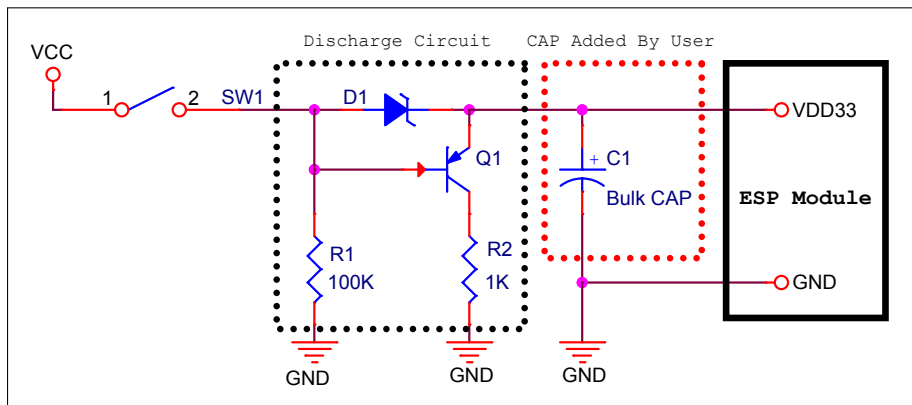 Discharge Circuit
CAP Added By User
VCC
1
2
SW1
D1
VDD33
Q1
+
C1
Bulk CAP
ESP Module
R1
100K
R2
1K
GND
GND
GND
GND